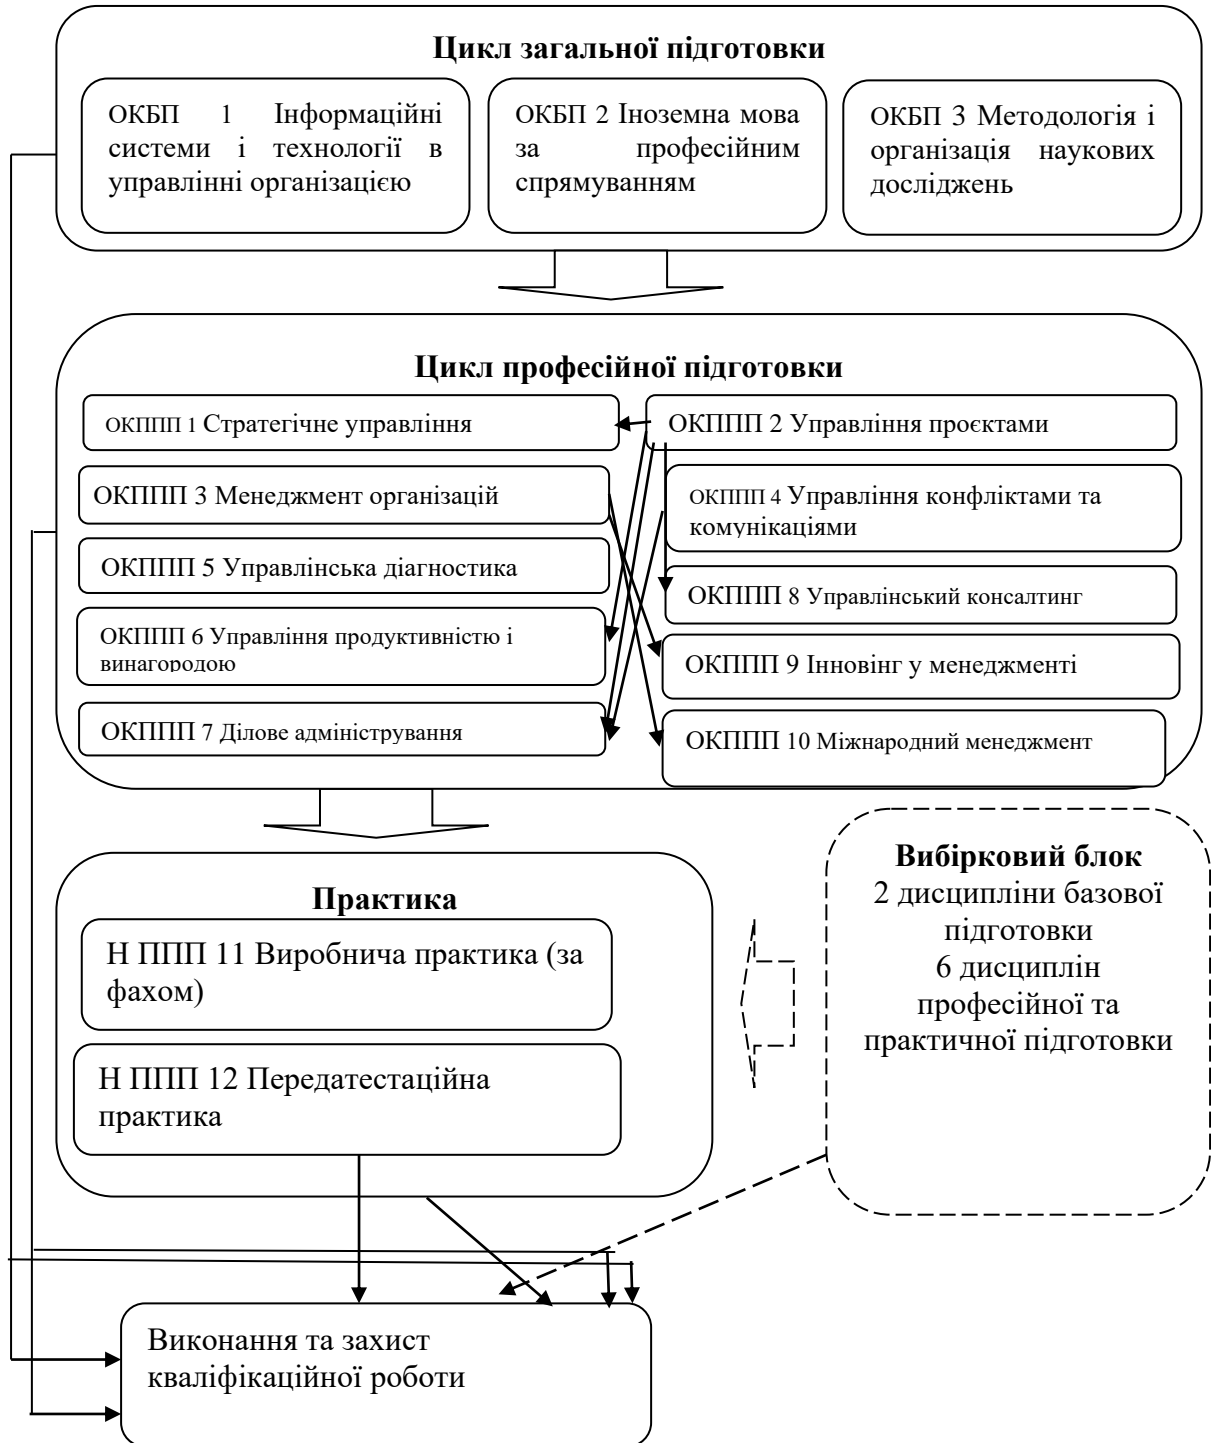 Цикл загальної підготовки
ОКБП 1 Інформаційні
системи і технології в
управлінні організацією
ОКБП 2 Іноземна мова
за професійним
спрямуванням
ОКБП 3 Методологія і
організація наукових
досліджень
Цикл професійної підготовки
ОКППП 1 Стратегічне управління
ОКППП 2 Управління проєктами
ОКППП 3 Менеджмент організацій
ОКППП 4 Управління конфліктами та
комунікаціями
ОКППП 5 Управлінська діагностика
ОКППП 8 Управлінський консалтинг
ОКППП 6 Управління продуктивністю і
винагородою
ОКППП 9 Інновінг у менеджменті
ОКППП 7 Ділове адміністрування
ОКППП 10 Міжнародний менеджмент
Практика
Н ППП 11 Виробнича практика (за
фахом)
Н ППП 12 Передатестаційна
практика
Вибірковий блок
2 дисципліни базової
підготовки
6 дисциплін
професійної та
практичної підготовки
Виконання та захист
кваліфікаційної роботи